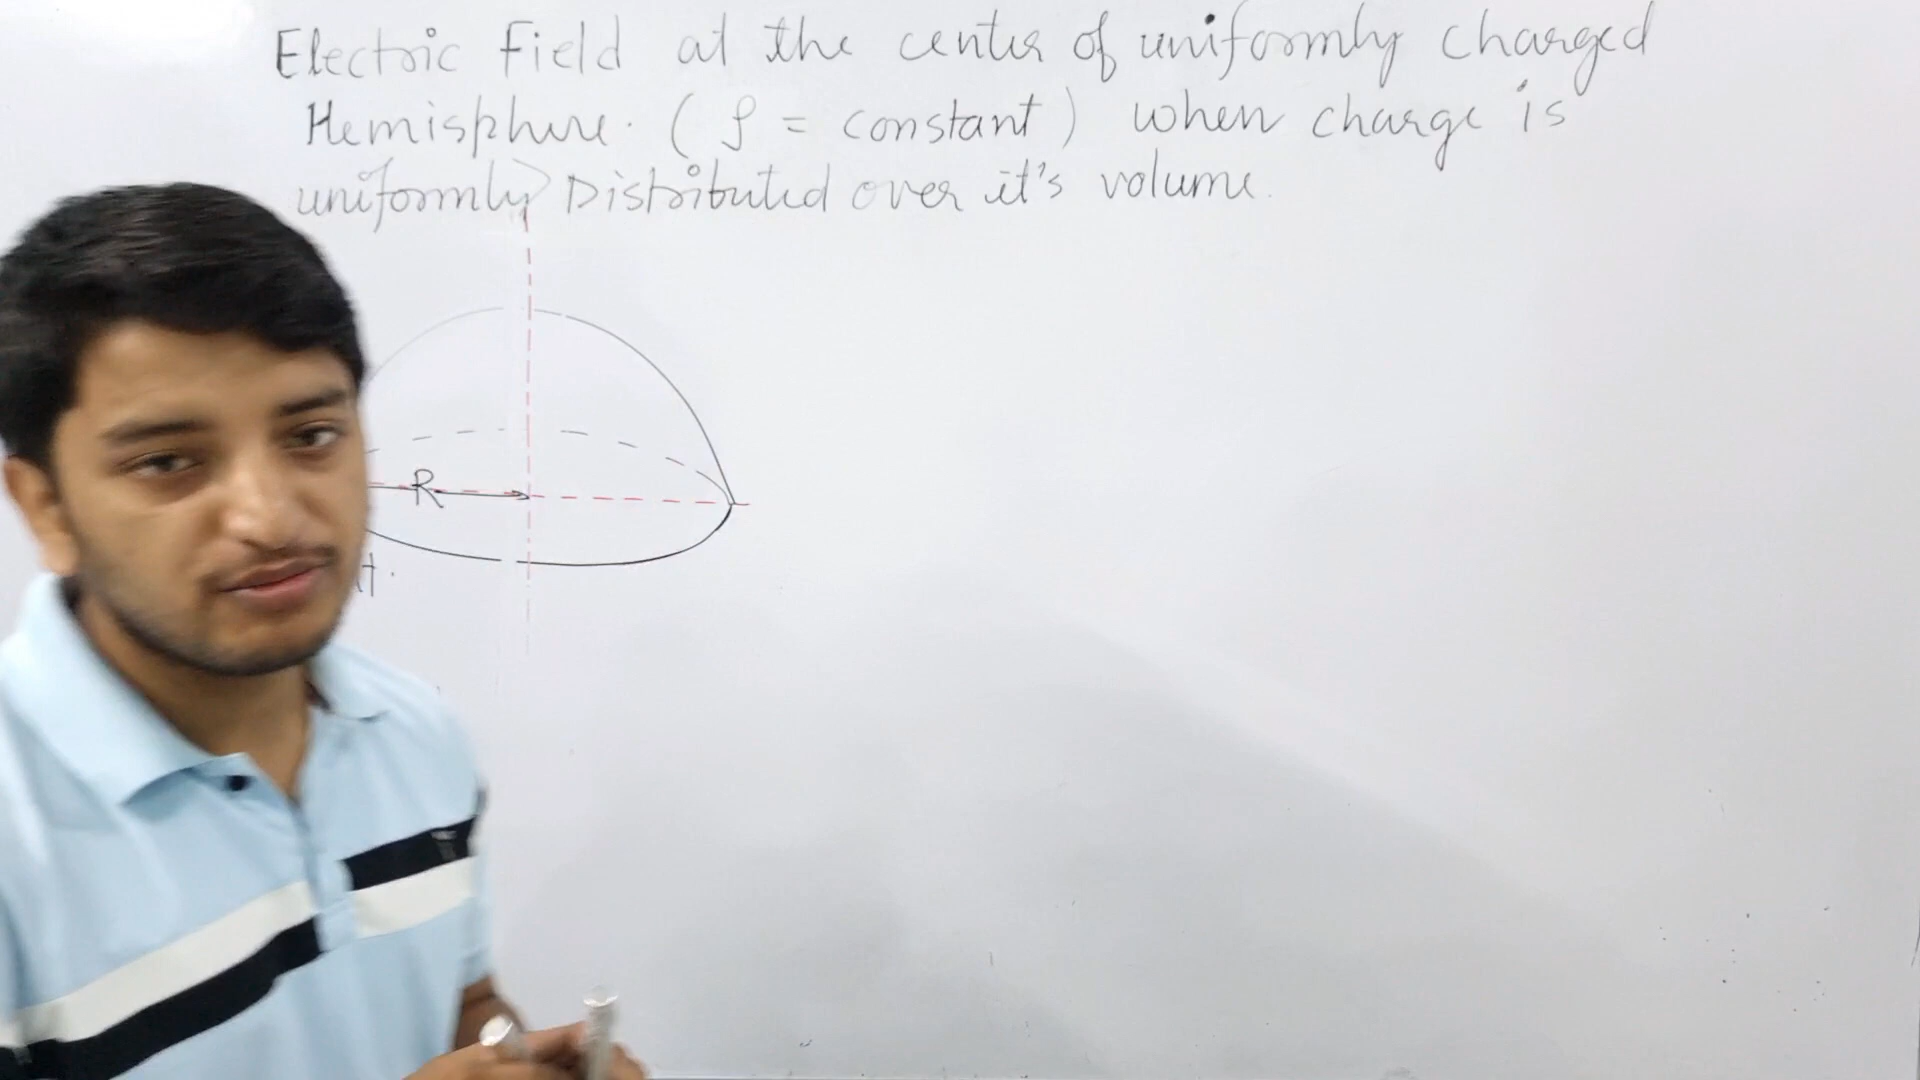 Electric Field at the center of uniformly charged
Hemisphere. (ρ = constant) when charge is
uniformly Distributed over it's volume.
R